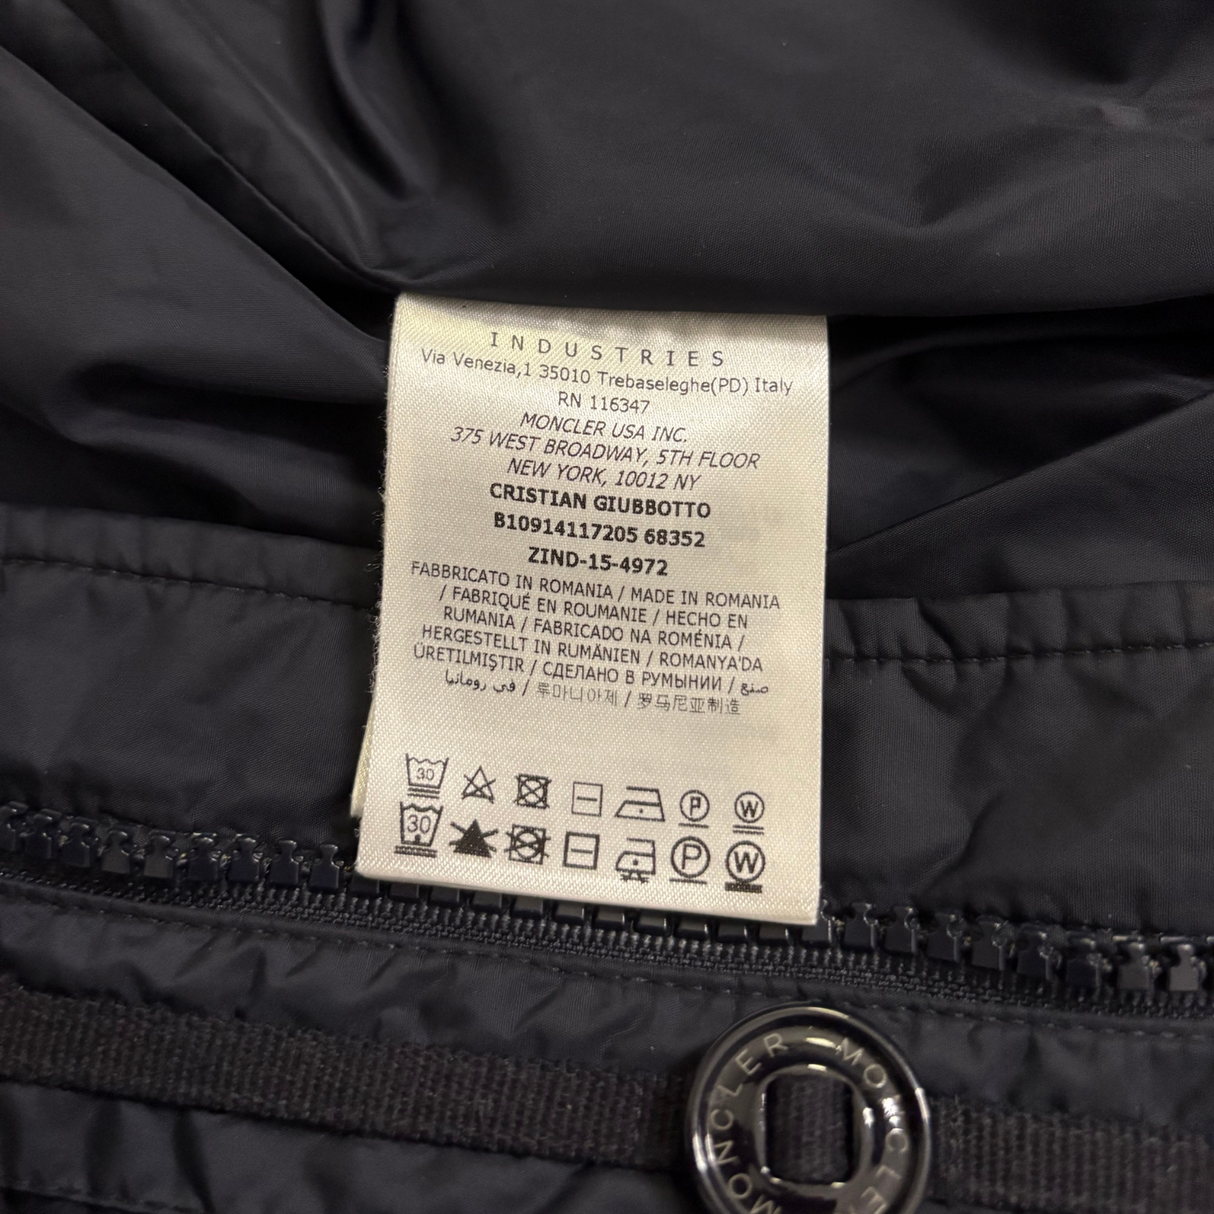 INDUSTRIES
Via Venezia,1 35010 Trebaseleghe(PD) Italy
RN 116347
MONCLER USA INC.
375 WEST BROADWAY, 5TH FLOOR
NEW YORK, 10012 NY
CRISTIAN GIUBBOTTO
B10914117205 68352
ZIND-15-4972
FABBRICATO IN ROMANIA / MADE IN ROMANIA
/ FABRIQUÉ EN ROUMANIE / HECHO EN
RUMANIA / FABRICADO NA ROMÉNIA /
HERGESTELLT IN RUMÄNIEN / ROMANYA'DA
ÜRETILMIŞTIR / СДЕЛАНО В РУМЫНИИ / صنع
في رومانيا / 루마니아제 / 罗马尼亚制造
30 P W
30 P W
MONCLER MONCLER